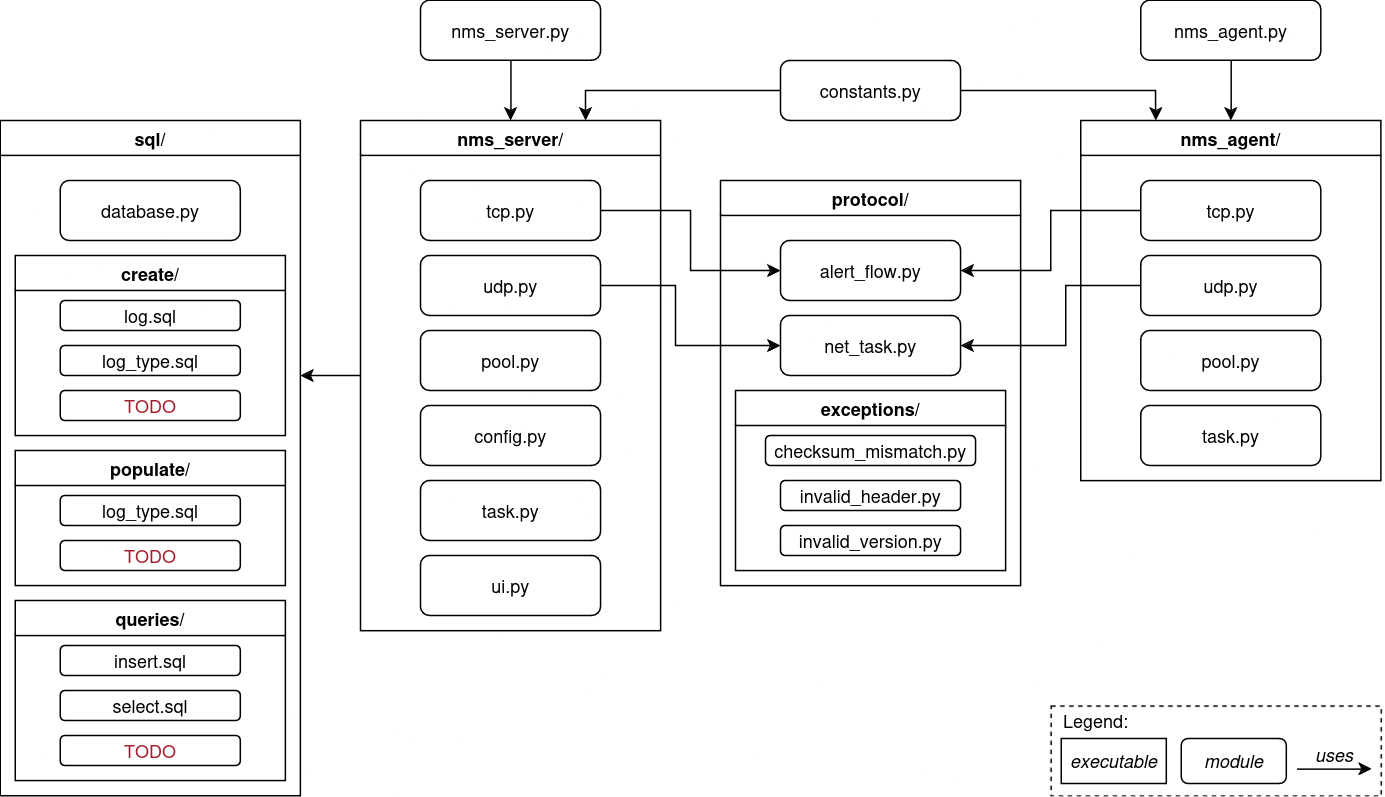 nms_server.py
nms_agent.py
constants.py
sql/
database.py
create/
log.sql
log_type.sql
TODO
populate/
log_type.sql
TODO
queries/
insert.sql
select.sql
TODO
nms_server/
tcp.py
udp.py
pool.py
config.py
task.py
ui.py
protocol/
alert_flow.py
net_task.py
exceptions/
checksum_mismatch.py
invalid_header.py
invalid_version.py
nms_agent/
tcp.py
udp.py
pool.py
task.py
Legend:
executable
module
uses